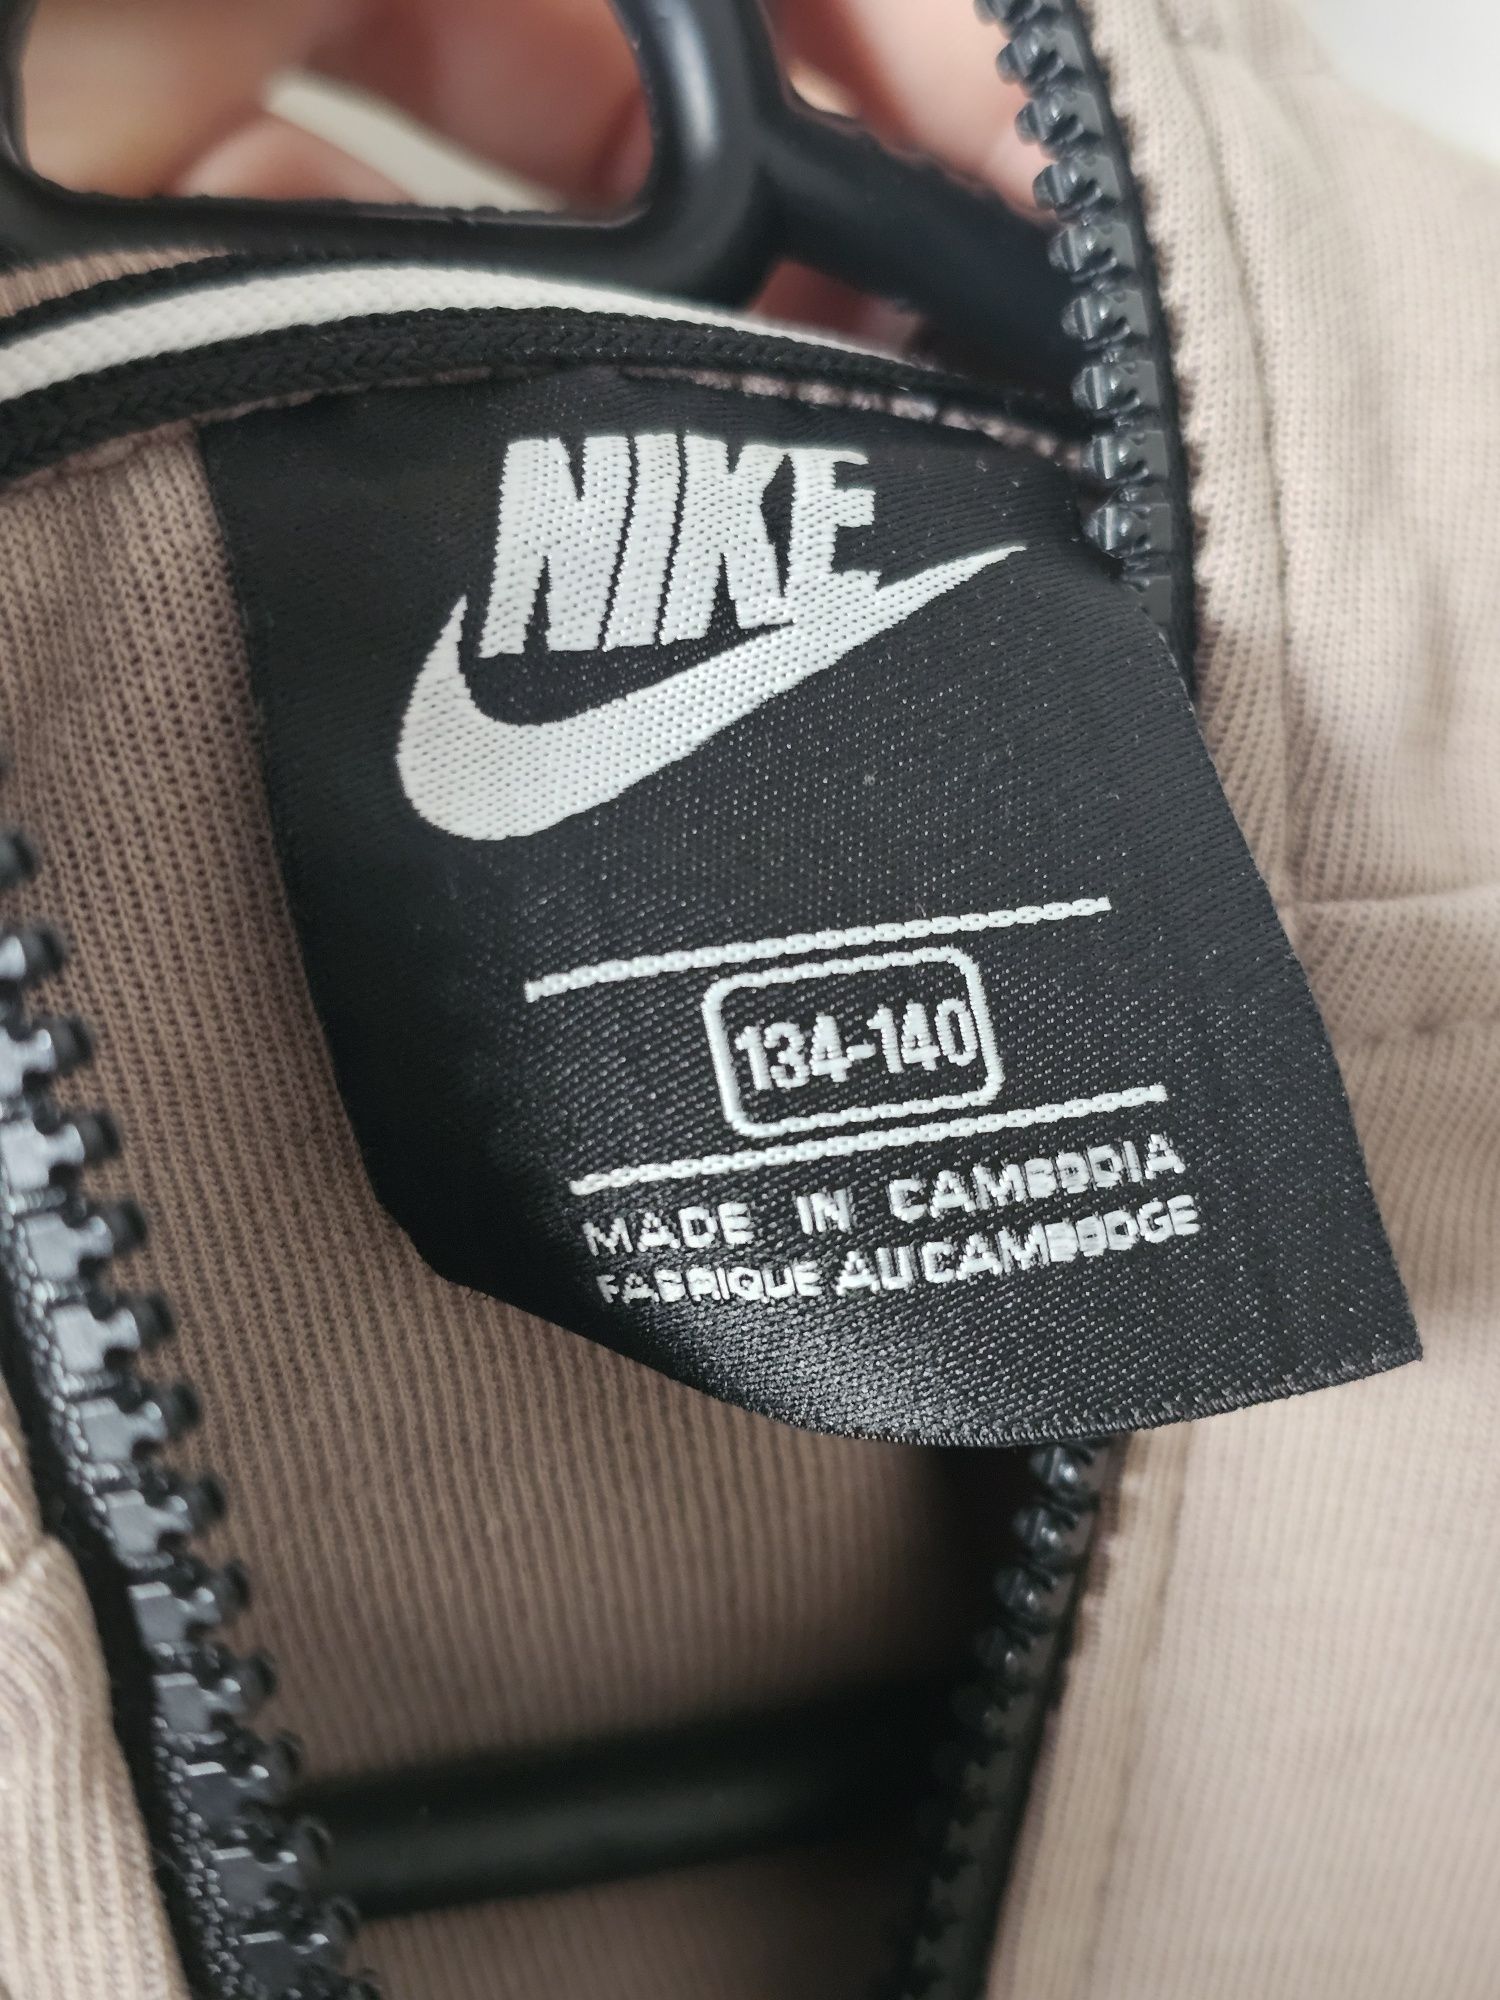 NIKE
134-140
MADE IN CAMBODIA
FABRIQUE AU CAMBODGE